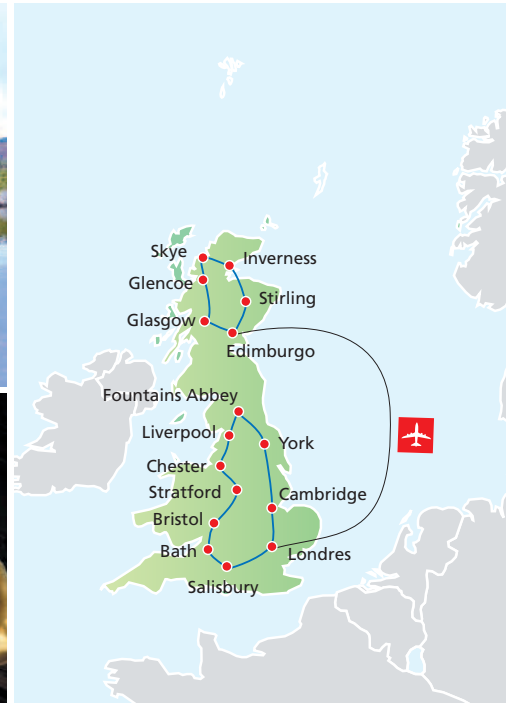 Skye
Inverness
Glencoe
Stirling
Glasgow
Edimburgo
Fountains Abbey
Liverpool
York
Chester
Stratford
Cambridge
Bristol
Bath
Londres
Salisbury